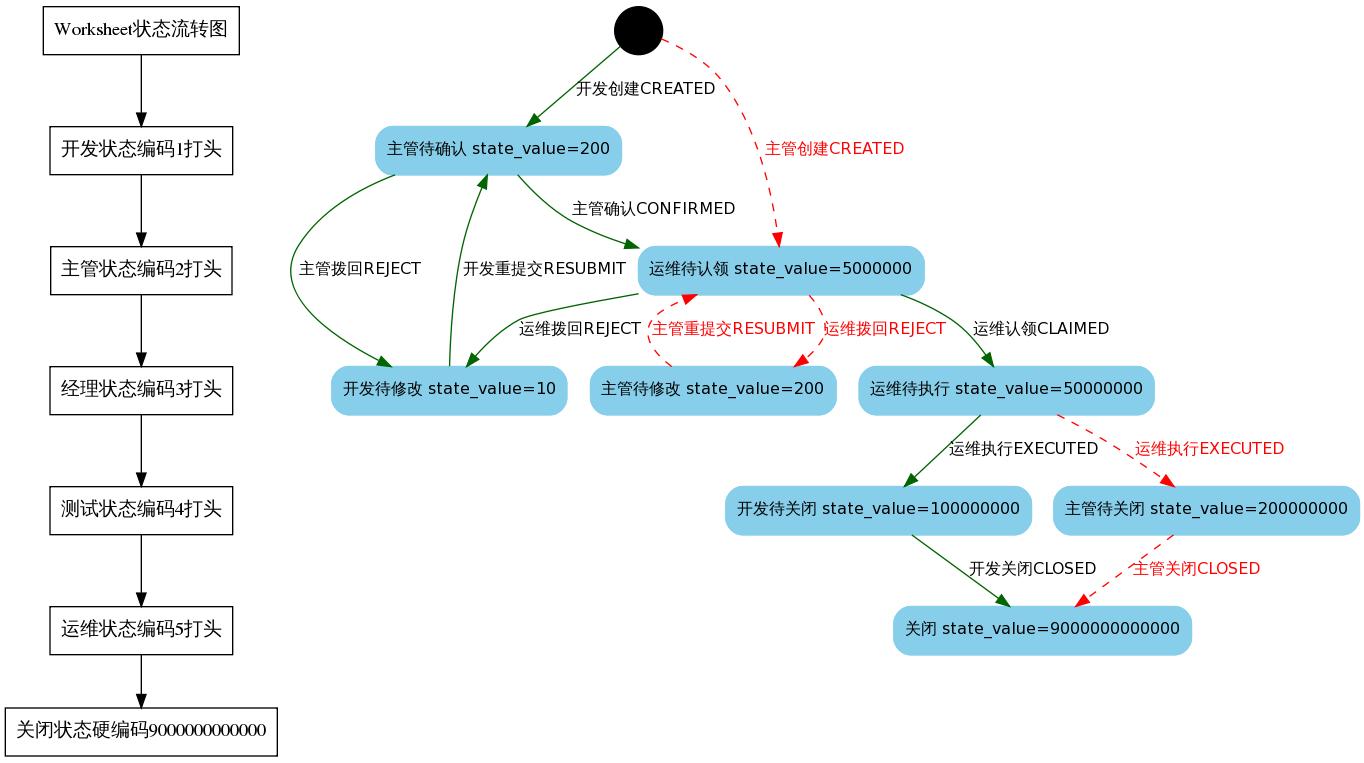 Worksheet状态流转图
开发状态编码1打头
主管状态编码2打头
经理状态编码3打头
测试状态编码4打头
运维状态编码5打头
关闭状态硬编码9000000000000
开发创建CREATED
主管待确认 state_value=200
主管创建CREATED
主管确认CONFIRMED
主管拨回REJECT
开发重提交RESUBMIT
运维待认领 state_value=5000000
运维拨回REJECT
主管重提交RESUBMIT
运维拨回REJECT
运维认领CLAIMED
开发待修改 state_value=10
主管待修改 state_value=200
运维待执行 state_value=50000000
运维执行EXECUTED
运维执行EXECUTED
开发待关闭 state_value=100000000
主管待关闭 state_value=200000000
开发关闭CLOSED
主管关闭CLOSED
关闭 state_value=9000000000000